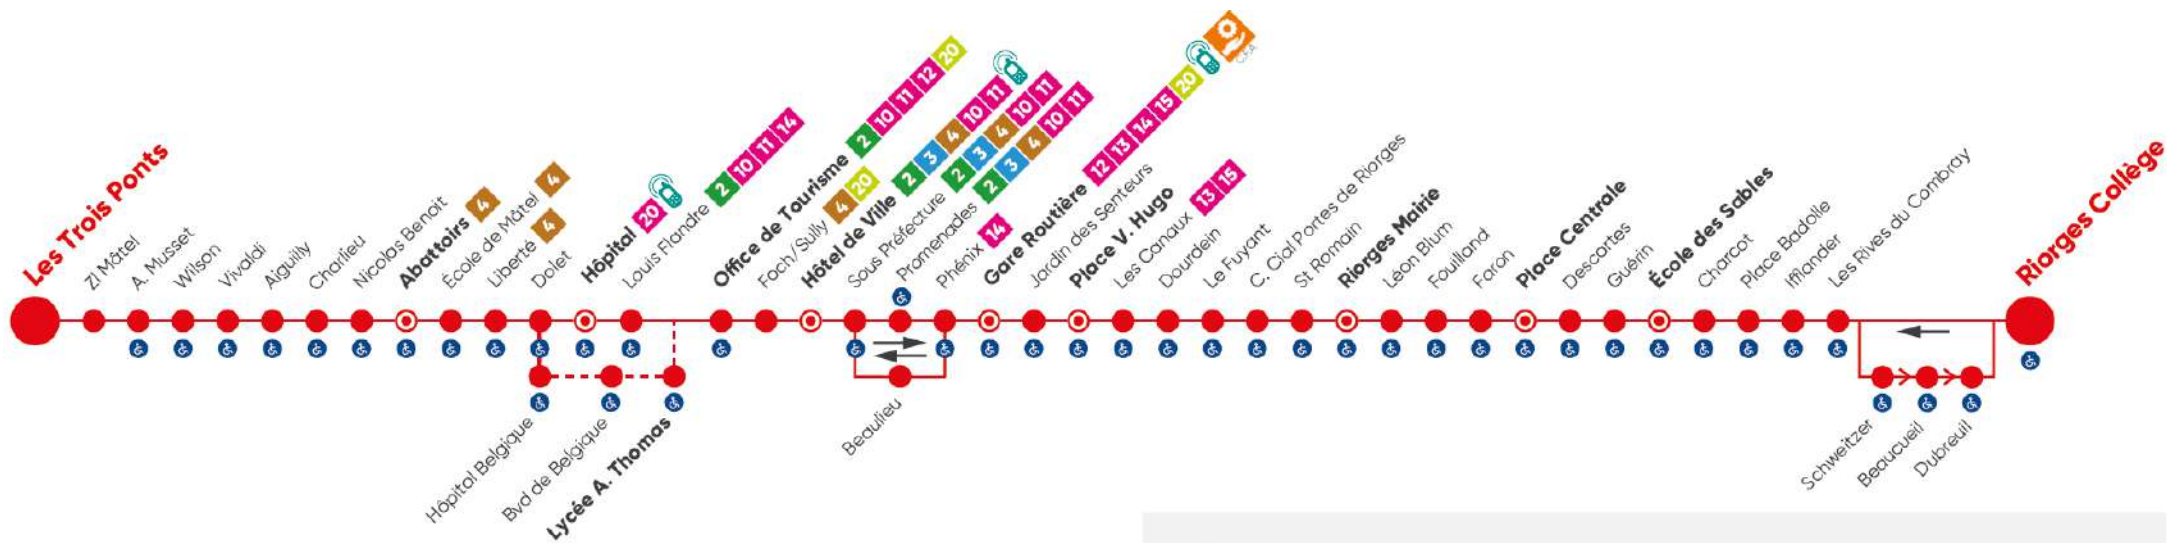 Les Trois Ponts
ZI Mâtel
A. Musset
Wilson
Vivaldi
Aiguilly
Charlieu
Nicolas Benoit
Abattoirs 4
École de Mâtel 4
Liberté 4
Dolet
Hôpital 20
Louis Flandre 2 10 11 14
Office de Tourisme 2 10 11 12 20
Foch/Sully 4 20
Hôtel de Ville 2 3 4 10 11
Sous Préfecture 2 3 4 10 11
Promenades 2 3 4 10 11
Phénix 14
Gare Routière 12 13 14 15 20
Jardin des Senteurs
Place V. Hugo
Les Canaux 13 15
Dourdein
Le Fuyant
C. Cial Portes de Riorges
St Romain
Riorges Mairie
Léon Blum
Fouilland
Faron
Place Centrale
Descartes
Guérin
École des Sables
Charcot
Place Badolle
Ifflander
Les Rives du Combray
Riorges Collège
Hôpital Belgique
Bvd de Belgique
Lycée A. Thomas
Beaulieu
Schweitzer
Beaucueil
Dubreuil